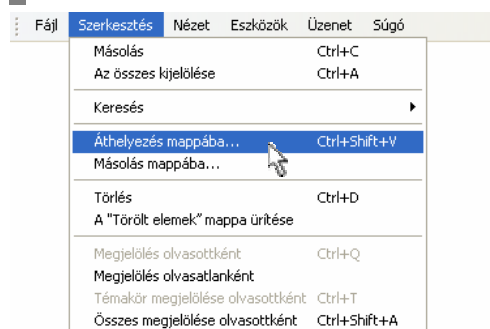 Fájl Szerkesztés Nézet Eszközök Üzenet Súgó
Másolás Ctrl+C
Az összes kijelölése Ctrl+A
Keresés
Áthelyezés mappába... Ctrl+Shift+V
Másolás mappába...
Törlés Ctrl+D
A "Törölt elemek" mappa ürítése
Megjelölés olvasottként Ctrl+Q
Megjelölés olvasatlanként
Témakör megjelölése olvasottként Ctrl+T
Összes megjelölése olvasottként Ctrl+Shift+A